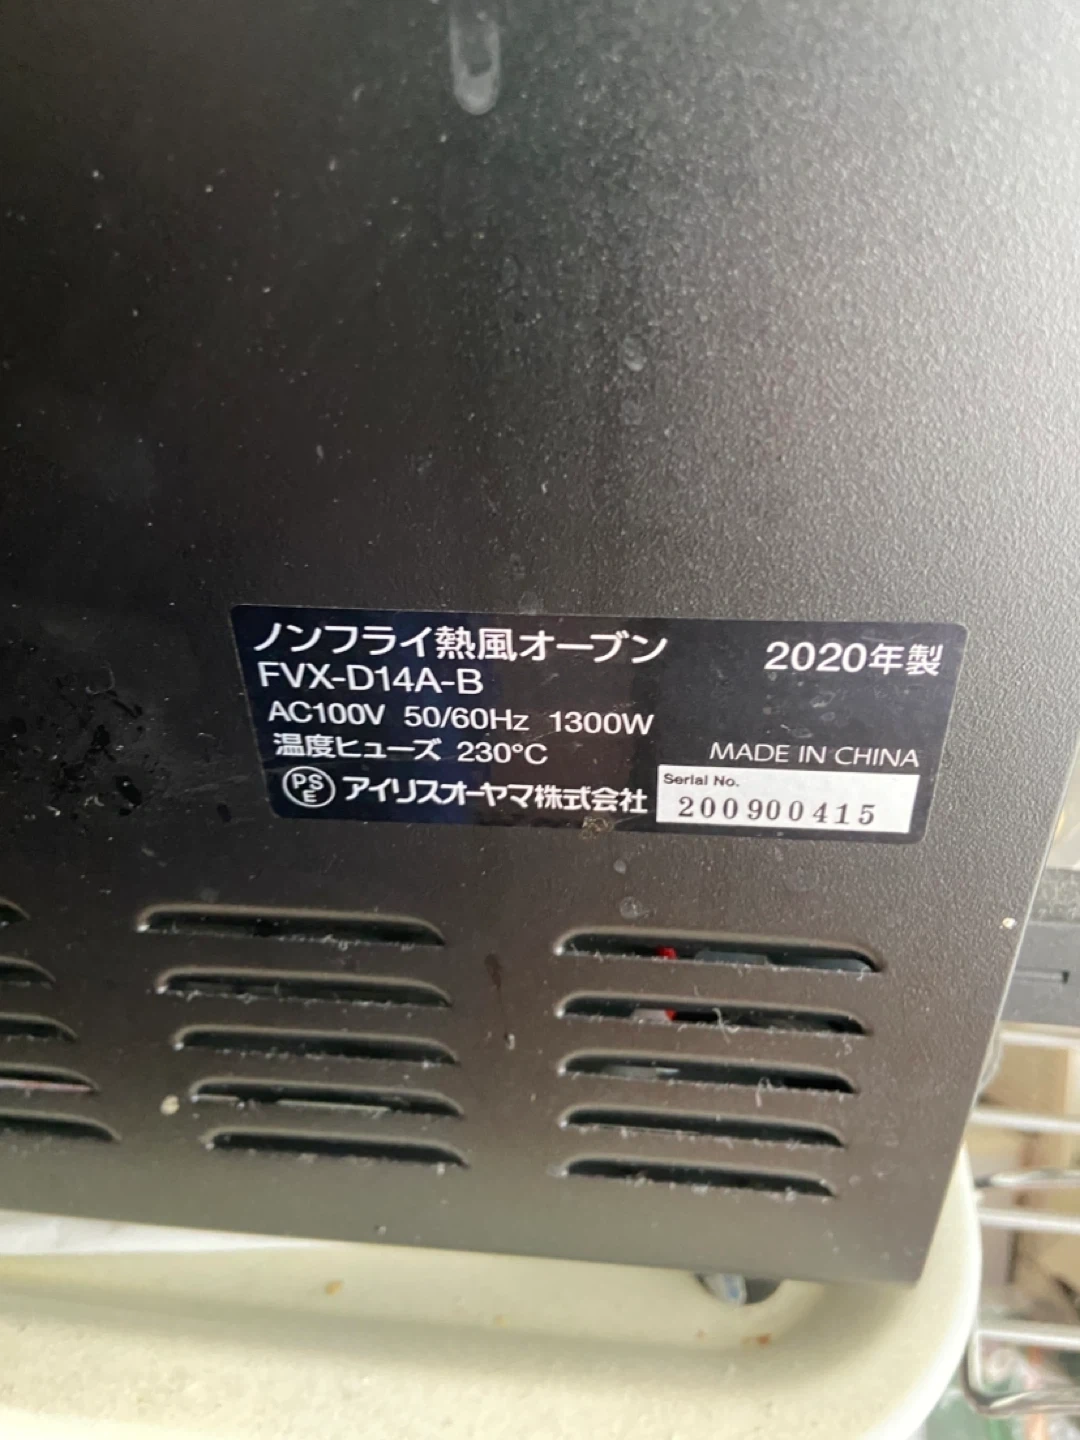 ノンフライ熱風オーブン 2020年製
FVX-D14A-B
AC100V 50/60Hz 1300W
温度ヒューズ 230°C
MADE IN CHINA
PSE アイリスオーヤマ株式会社
Serial No.
200900415